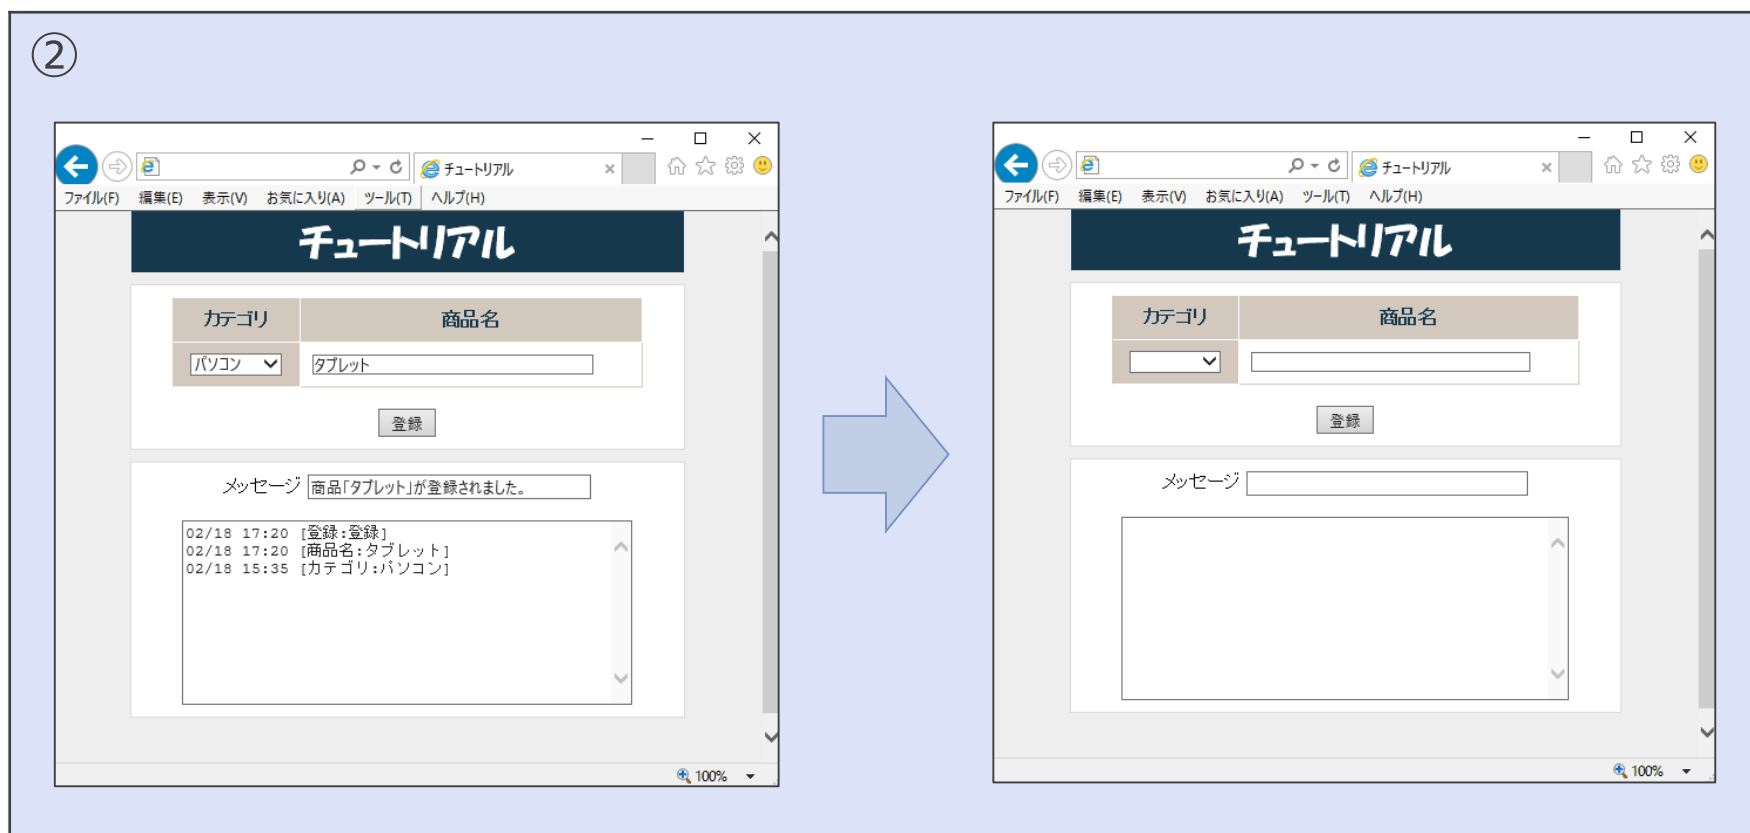 ②
チュートリアル
ファイル(F) 編集(E) 表示(V) お気に入り(A) ツール(T) ヘルプ(H)
チュートリアル
カテゴリ 商品名
パソコン タブレット
登録
メッセージ 商品「タブレット」が登録されました。
02/18 17:20 [登録:登録]
02/18 17:20 [商品名:タブレット]
02/18 15:35 [カテゴリ:パソコン]
100%
チュートリアル
ファイル(F) 編集(E) 表示(V) お気に入り(A) ツール(T) ヘルプ(H)
チュートリアル
カテゴリ 商品名
登録
メッセージ
100%